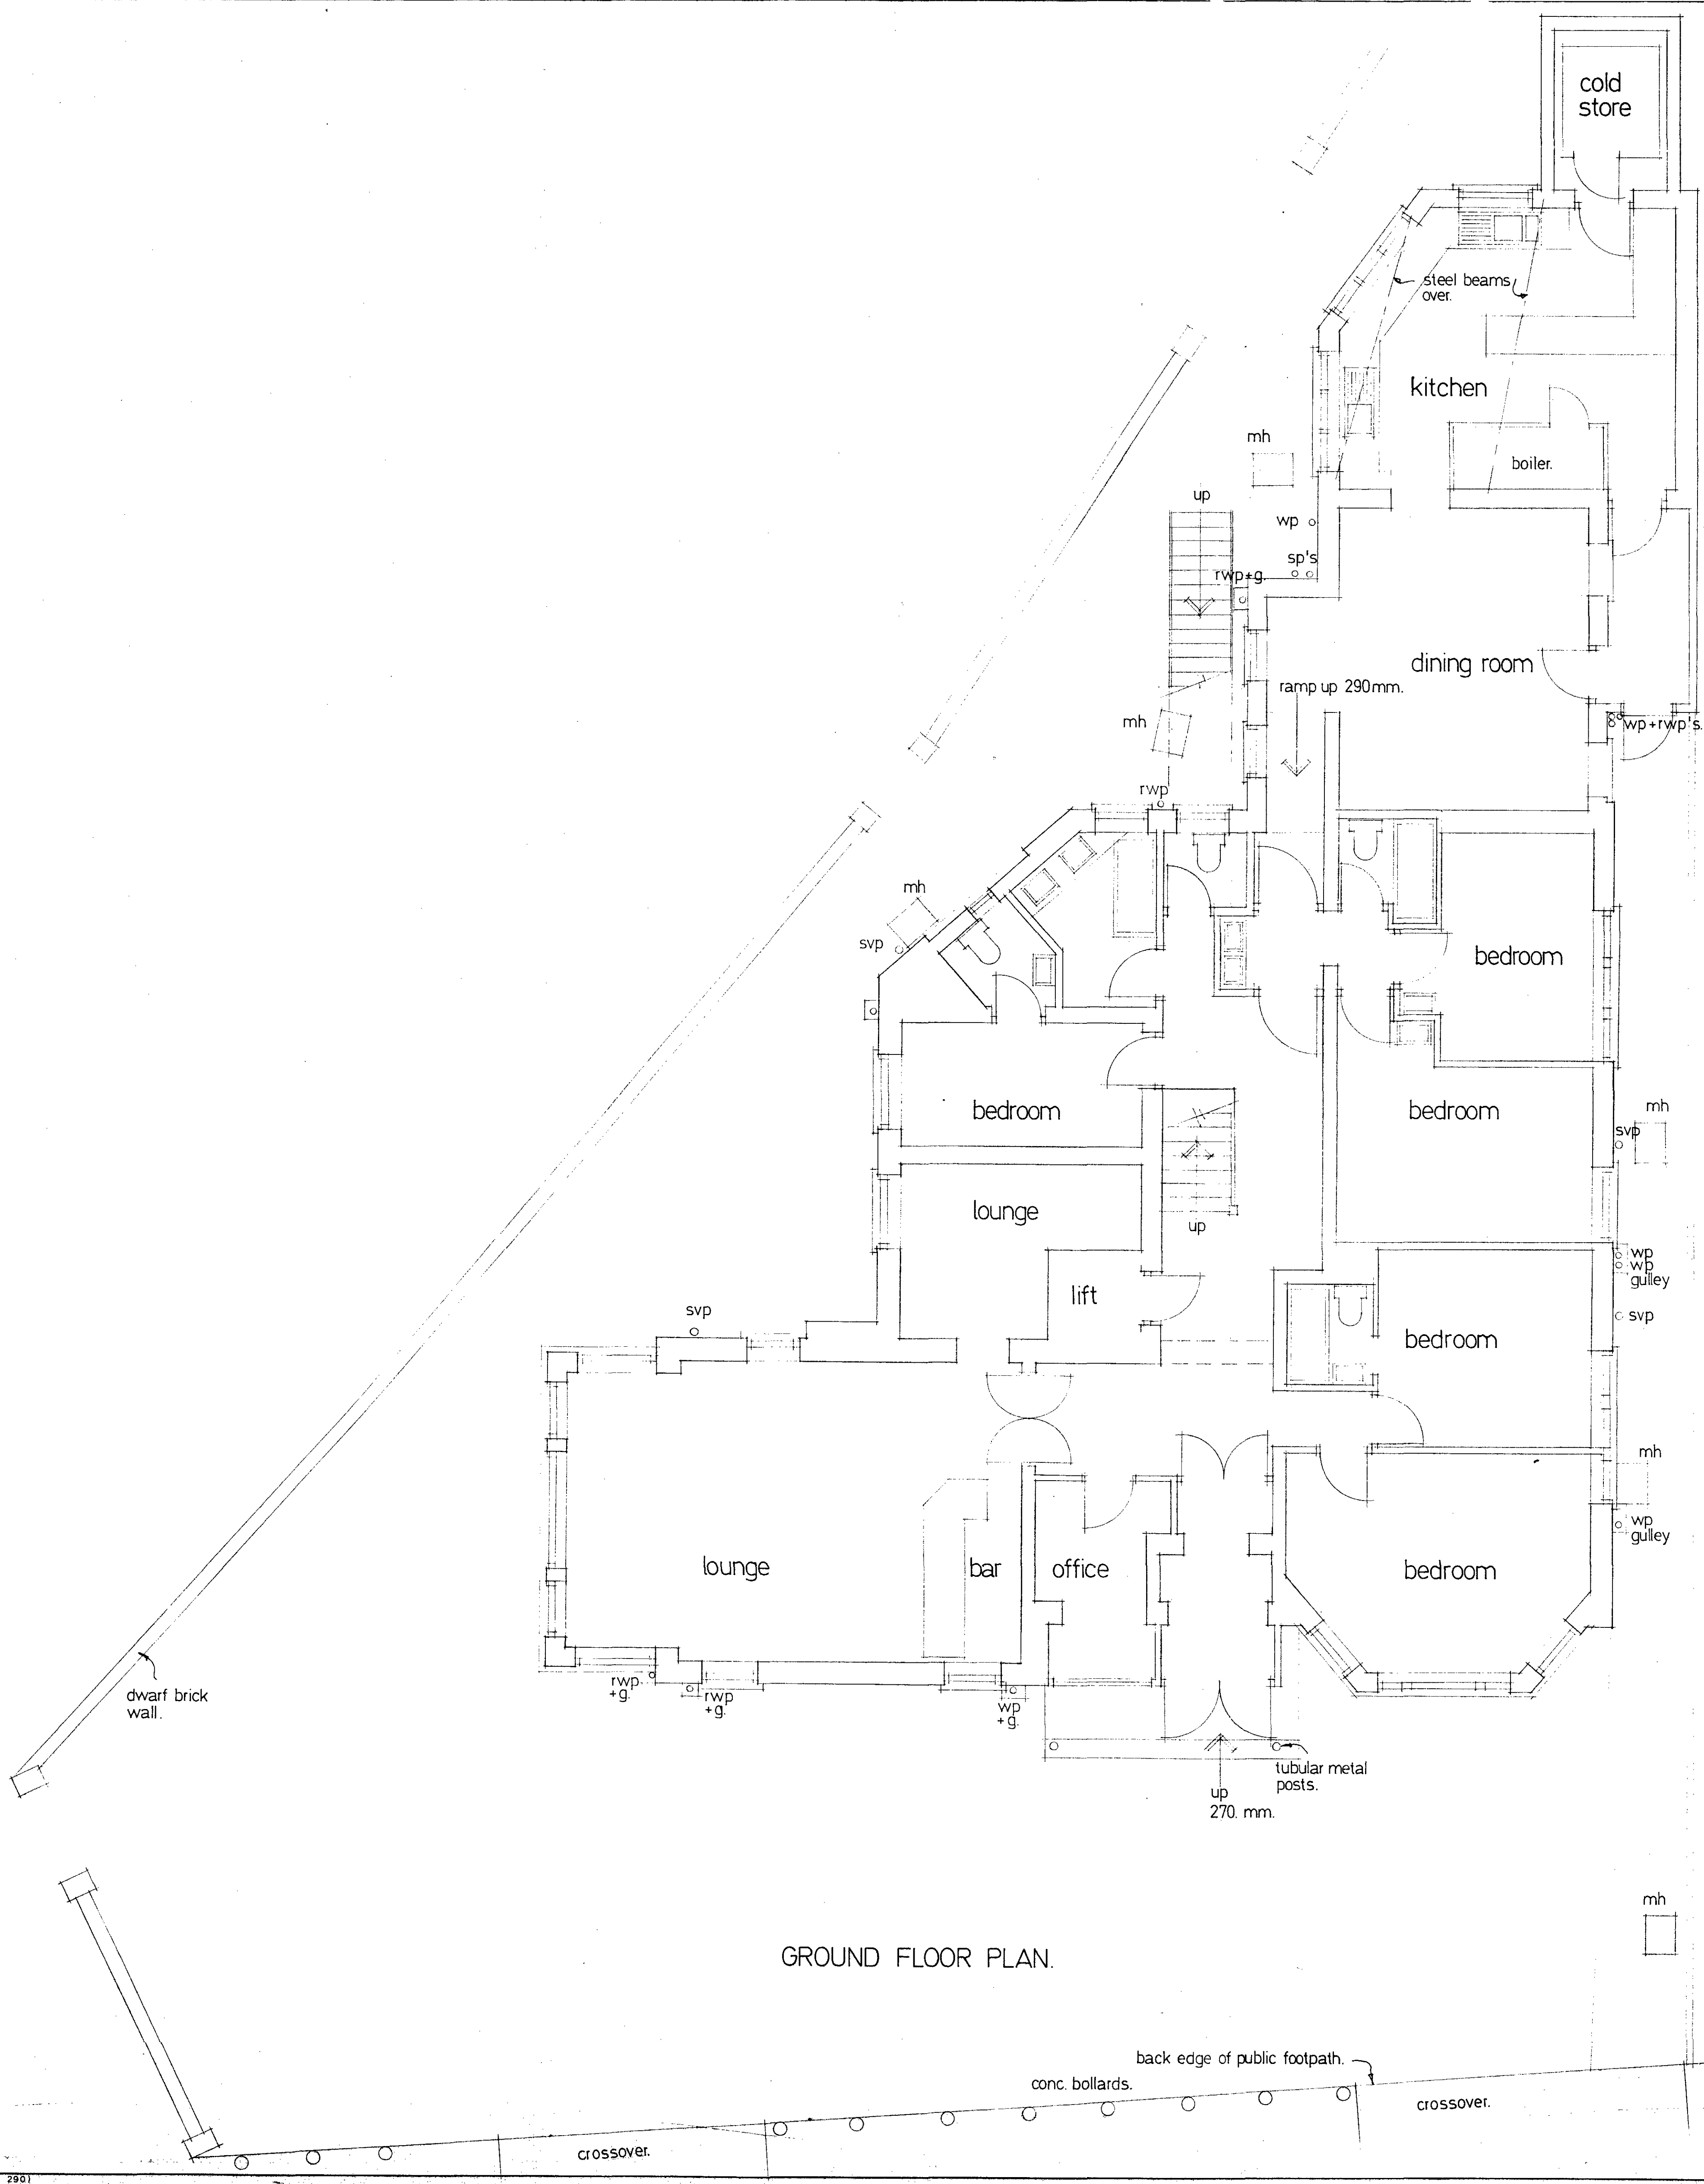 cold
store
steel beams
over.
kitchen
mh
boiler.
up
wp
sp's
rwp+g.
dining room
ramp up 290mm.
mh
wp+rwp's.
rwp
mh
svp
bedroom
bedroom
bedroom
mh
svp
lounge
up
wp
wp
gulley
lift
svp
svp
bedroom
mh
wp
gulley
lounge
bar
office
bedroom
rwp
+g.
rwp
+g.
wp
+g.
dwarf brick
wall.
tubular metal
posts.
up
270. mm.
mh
GROUND FLOOR PLAN.
back edge of public footpath.
conc. bollards.
crossover.
crossover.
290)